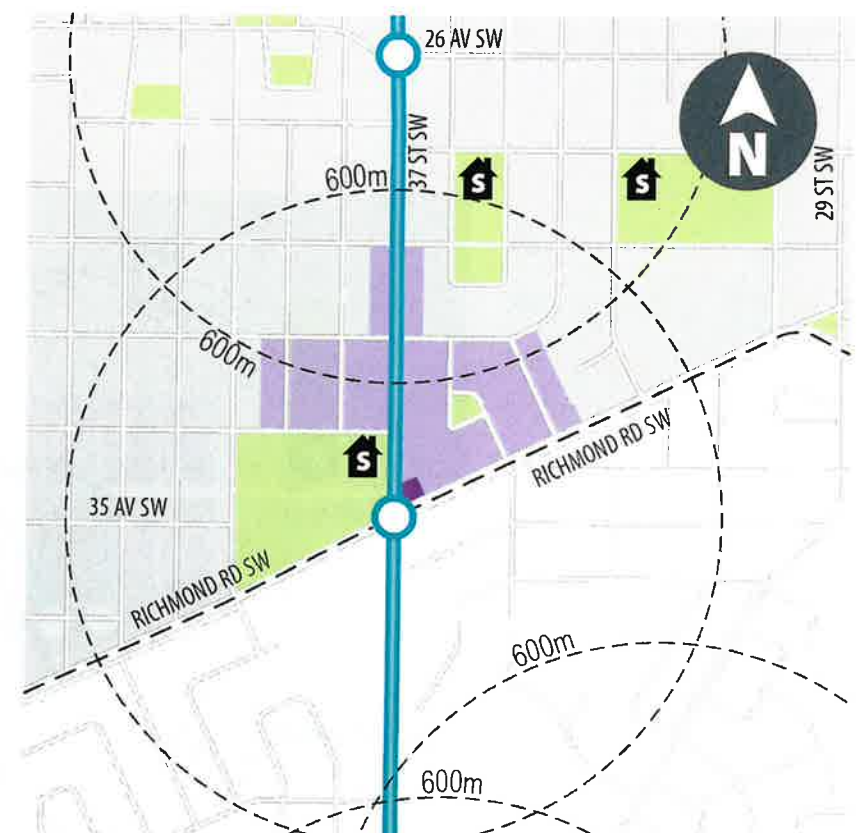 26 AV SW
37 ST SW
N
29 ST SW
600m
S
S
600m
S
RICHMOND RD SW
35 AV SW
RICHMOND RD SW
600m
600m